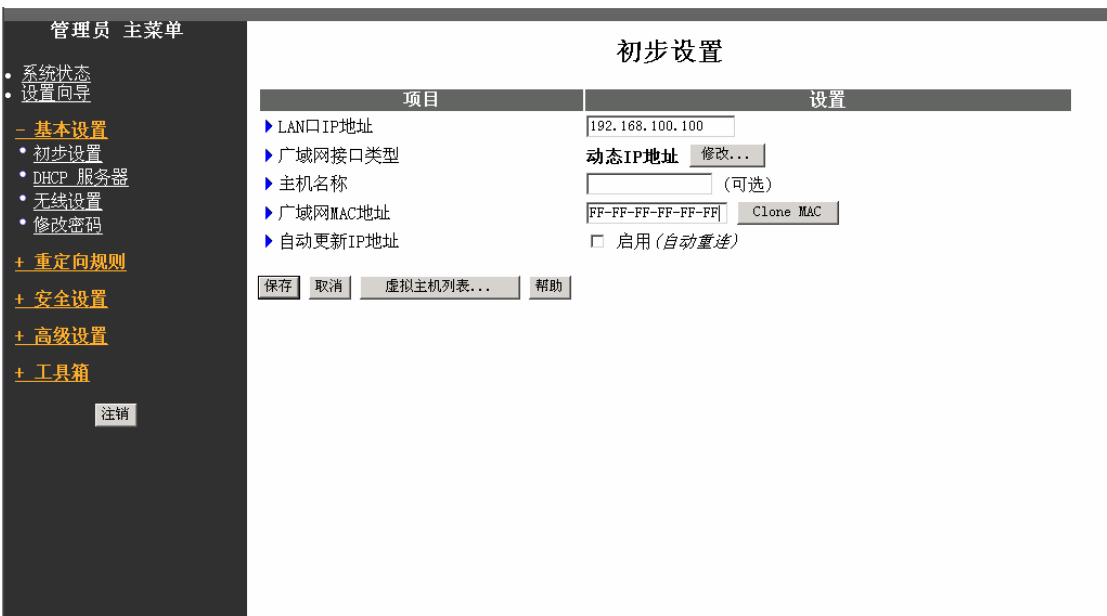 管理员 主菜单
系统状态
设置向导
- 基本设置
初步设置
DHCP 服务器
无线设置
修改密码
+ 重定向规则
+ 安全设置
+ 高级设置
+ 工具箱
注销
初步设置
项目 设置
LAN口IP地址 192.168.100.100
广域网接口类型 动态IP地址 修改...
主机名称 (可选)
广域网MAC地址 FF-FF-FF-FF-FF-FF Clone MAC
自动更新IP地址 启用(自动重连)
保存 取消 虚拟主机列表... 帮助